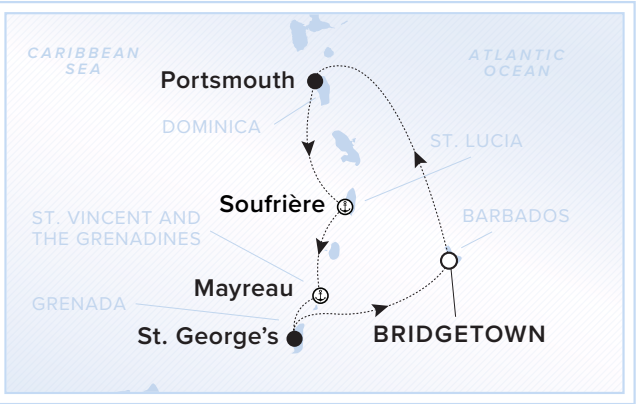 CARIBBEAN
SEA
ATLANTIC
OCEAN
Portsmouth
DOMINICA
ST. LUCIA
Soufrière
ST. VINCENT AND
THE GRENADINES
BARBADOS
Mayreau
GRENADA
St. George’s
BRIDGETOWN